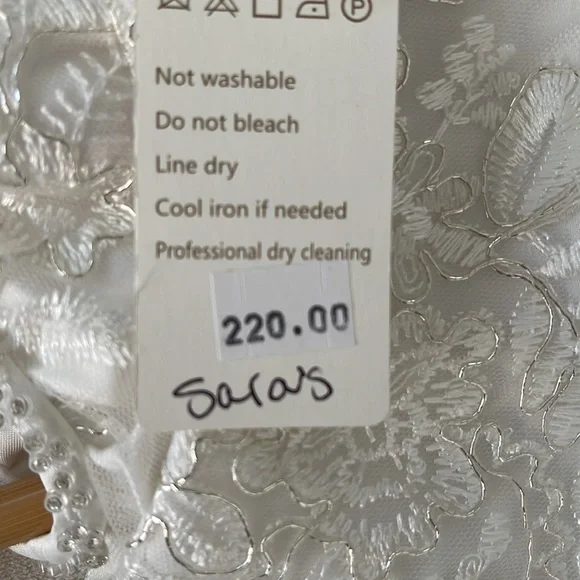 P
Not washable
Do not bleach
Line dry
Cool iron if needed
Professional dry cleaning
220.00
Sara's